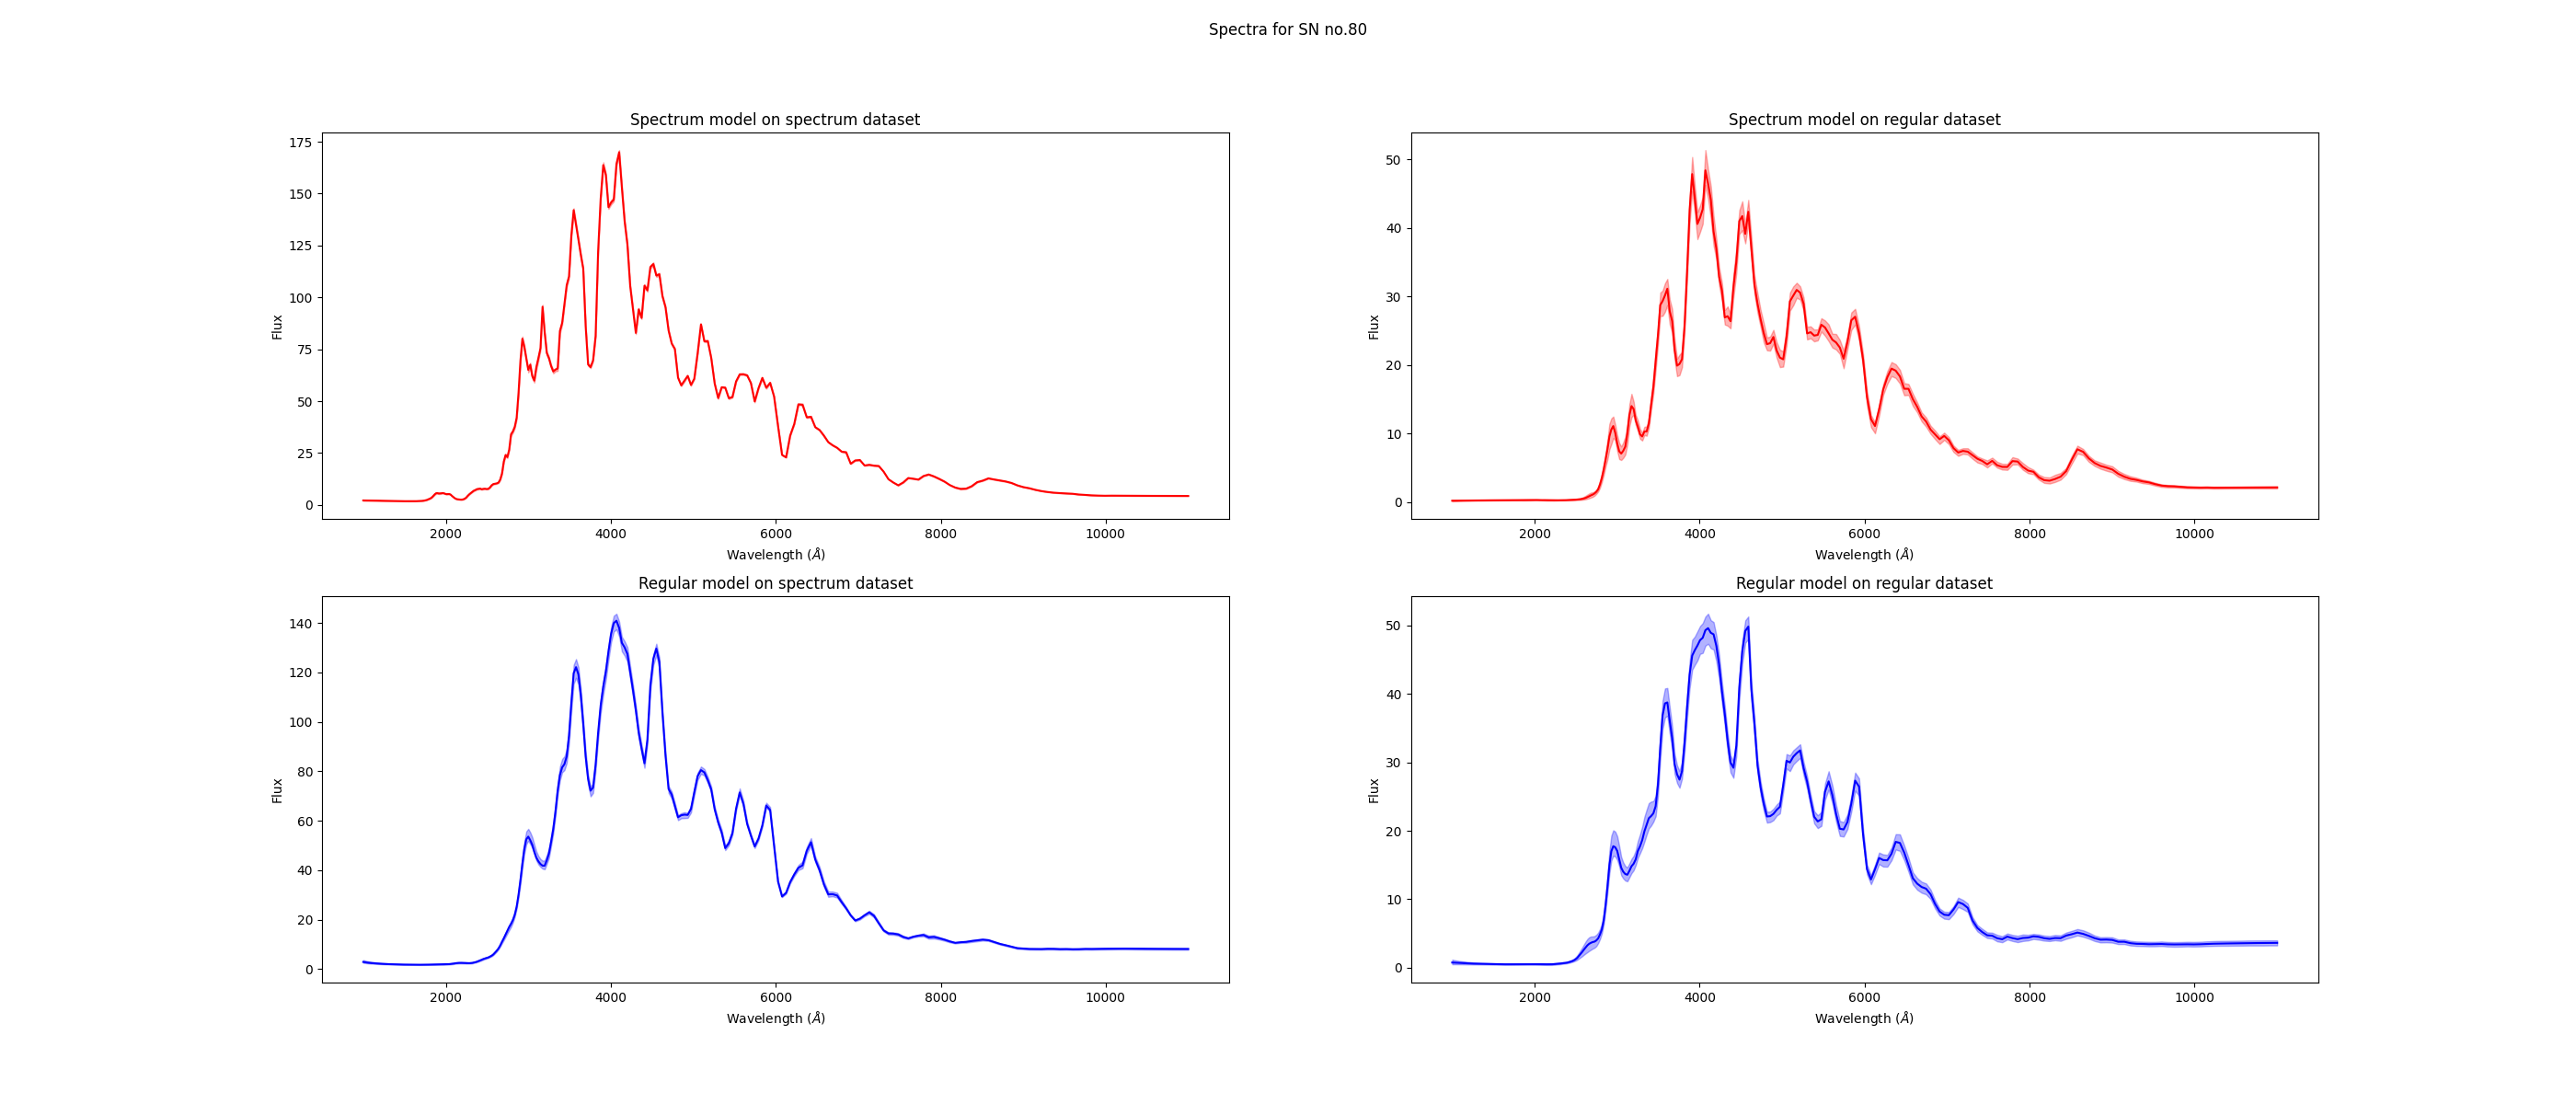 Spectra for SN no.80
Spectrum model on spectrum dataset
175
150
125
100
75
50
25
0
Flux
2000 4000 6000 8000 10000
Wavelength (Å)
Spectrum model on regular dataset
50
40
30
20
10
0
Flux
2000 4000 6000 8000 10000
Wavelength (Å)
Regular model on spectrum dataset
140
120
100
80
60
40
20
0
Flux
2000 4000 6000 8000 10000
Wavelength (Å)
Regular model on regular dataset
50
40
30
20
10
0
Flux
2000 4000 6000 8000 10000
Wavelength (Å)